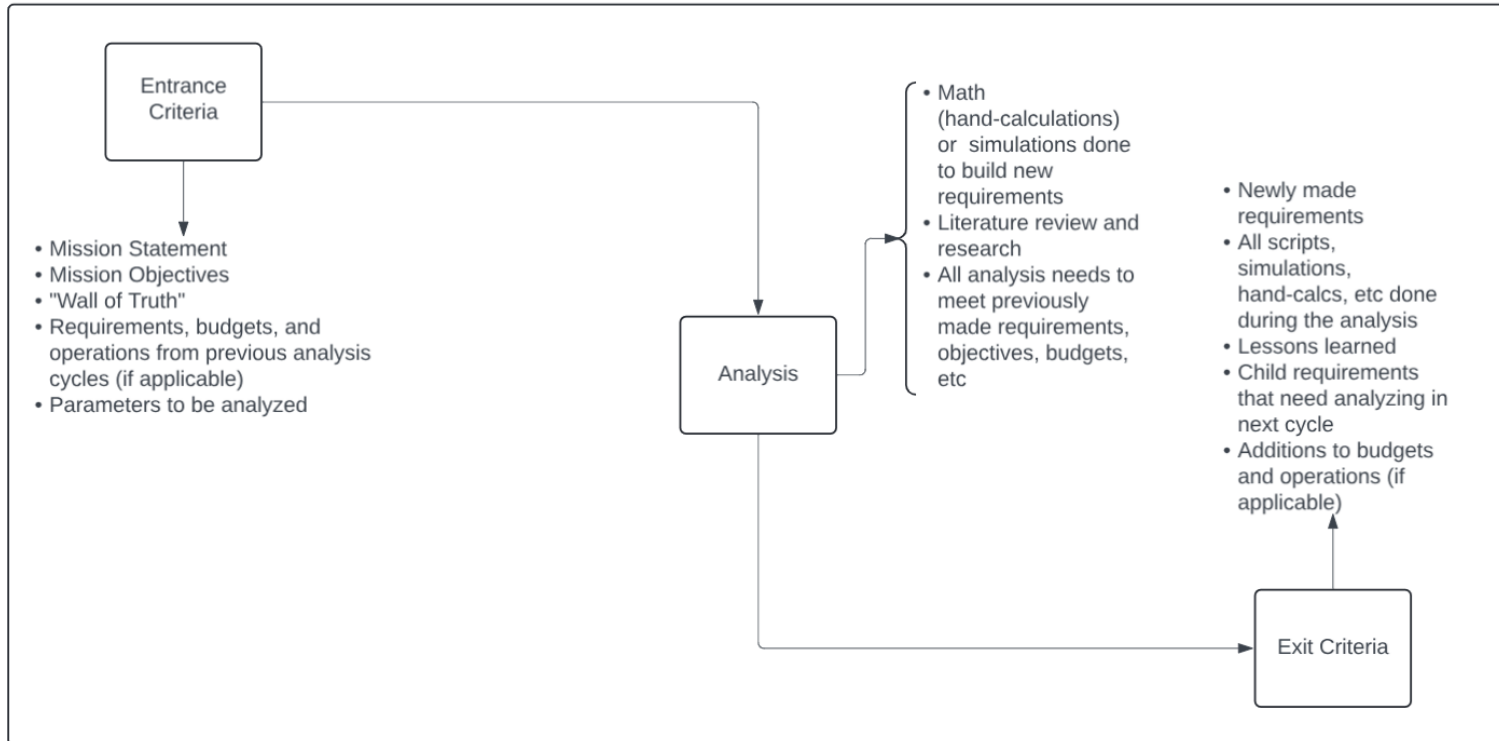 Entrance
Criteria
• Mission Statement
• Mission Objectives
• "Wall of Truth"
• Requirements, budgets, and
operations from previous analysis
cycles (if applicable)
• Parameters to be analyzed
Analysis
• Math
(hand-calculations)
or simulations done
to build new
requirements
• Literature review and
research
• All analysis needs to
meet previously
made requirements,
objectives, budgets,
etc
• Newly made
requirements
• All scripts,
simulations,
hand-calcs, etc done
during the analysis
• Lessons learned
• Child requirements
that need analyzing in
next cycle
• Additions to budgets
and operations (if
applicable)
Exit Criteria